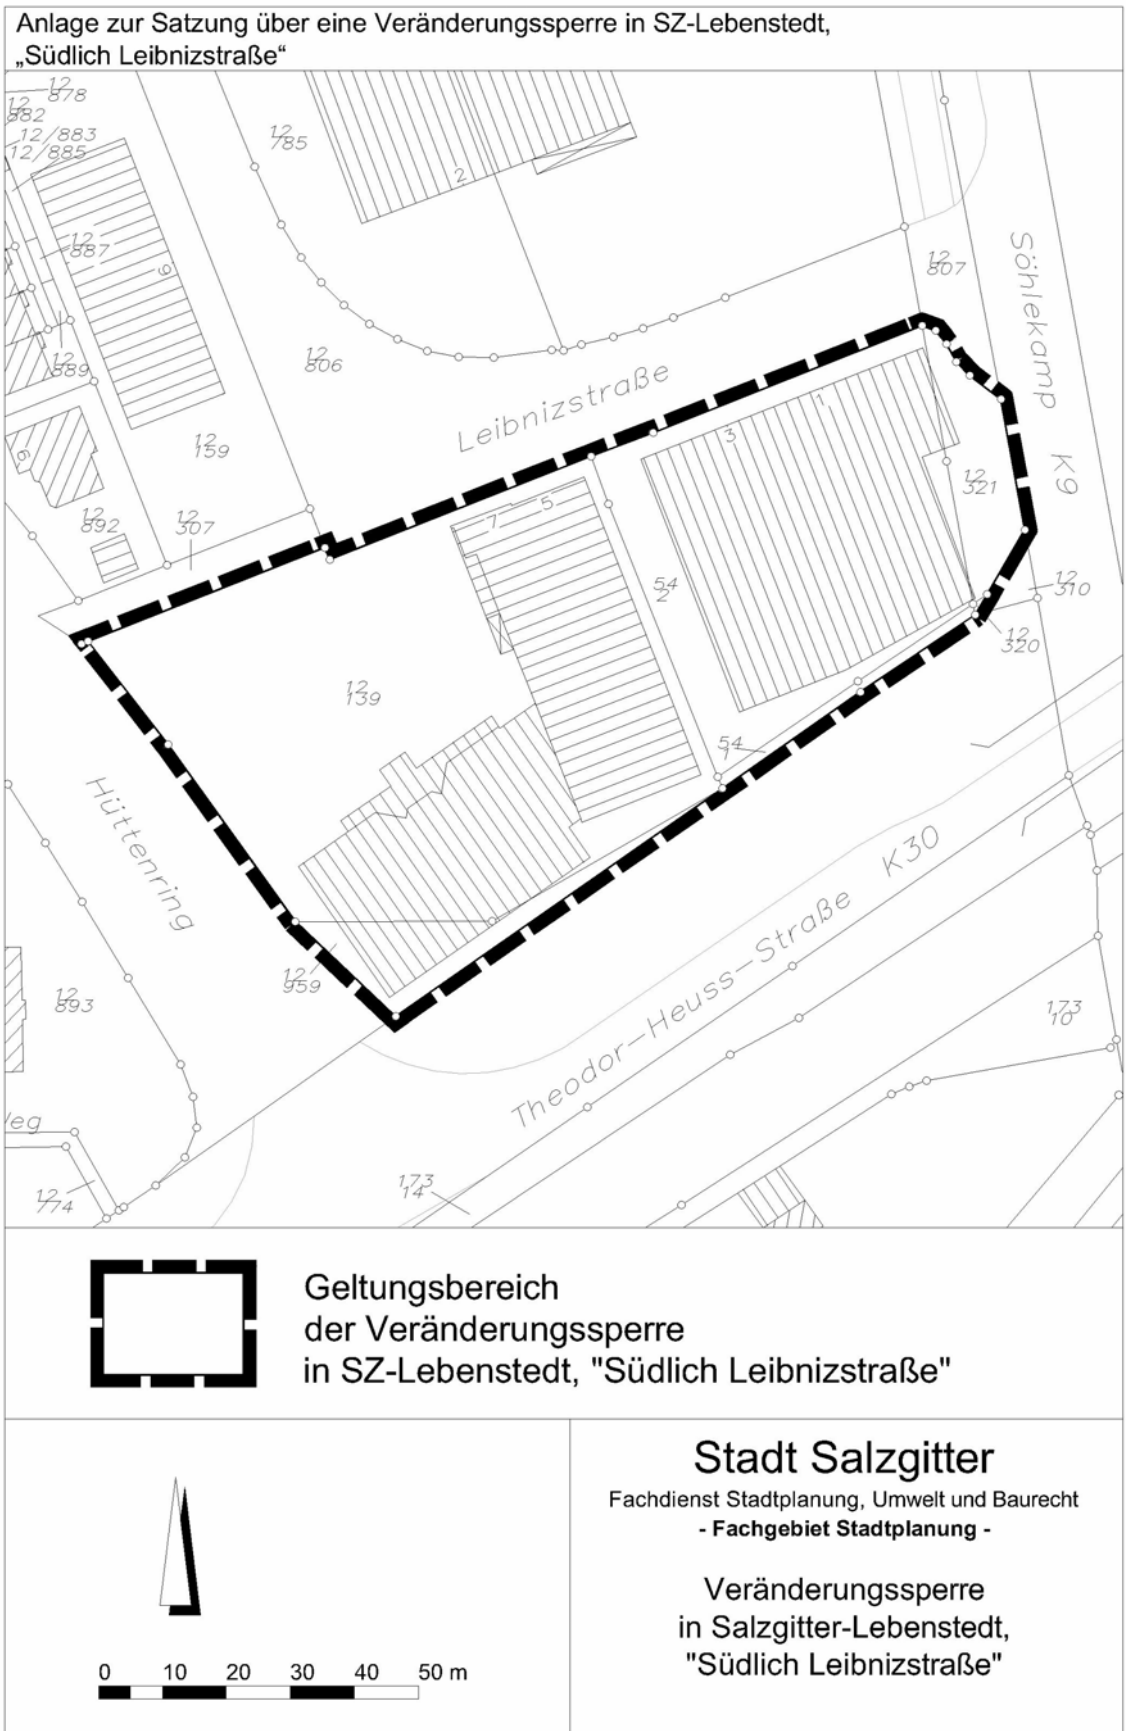 Anlage zur Satzung über eine Veränderungssperre in SZ-Lebenstedt,
„Südlich Leibnizstraße“
12
878
12
882
12/883
12/885
12
785
2
12
887
9
12
807
Söhlekamp K9
12
889
12
806
Leibnizstraße
1
3
12
159
12
321
12
892
12
307
7 5
54
2
12
310
12
320
12
139
54
1
Hüttenring
K30
Theodor-Heuss-Straße
12
959
12
893
173
10
12
774
173
14
Geltungsbereich
der Veränderungssperre
in SZ-Lebenstedt, "Südlich Leibnizstraße"
Stadt Salzgitter
Fachdienst Stadtplanung, Umwelt und Baurecht
- Fachgebiet Stadtplanung -
Veränderungssperre
in Salzgitter-Lebenstedt,
"Südlich Leibnizstraße"
0 10 20 30 40 50 m